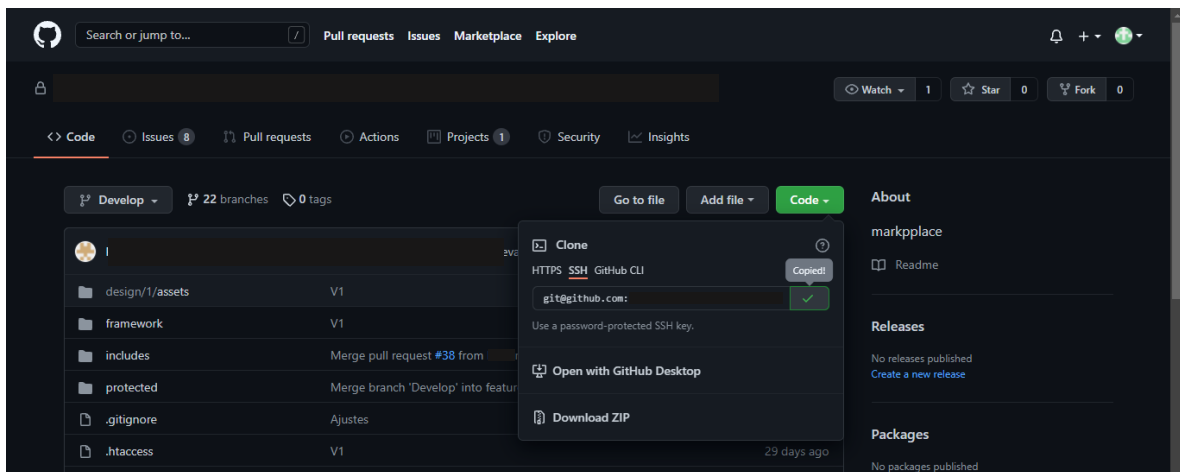 Search or jump to... / Pull requests Issues Marketplace Explore
Watch 1 Star 0 Fork 0
Code Issues 8 Pull requests Actions Projects 1 Security Insights
Develop 22 branches 0 tags Go to file Add file Code
About
markpplace
Readme
Clone
HTTPS SSH GitHub CLI Copied!
git@github.com:
Use a password-protected SSH key.
Open with GitHub Desktop
Download ZIP
design/1/assets V1
framework V1
includes Merge pull request #38 from
protected Merge branch 'Develop' into featur
.gitignore Ajustes
.htaccess V1 29 days ago
Releases
No releases published
Create a new release
Packages
No packages published